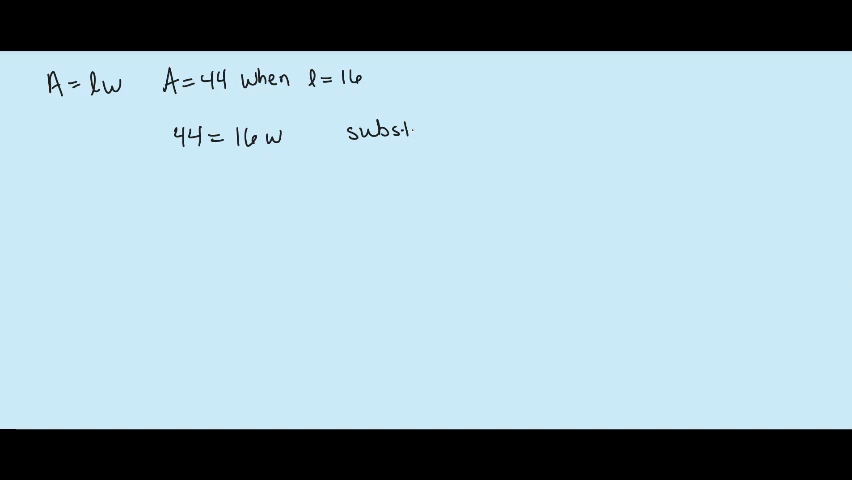 A = lw A = 44 when l = 16
44 = 16w subst.